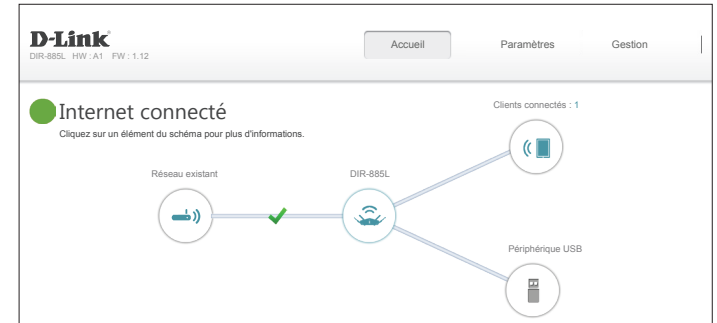 D-Link
DIR-885L HW : A1 FW : 1.12
Accueil Paramètres Gestion
Internet connecté
Cliquez sur un élément du schéma pour plus d'informations.
Clients connectés : 1
Réseau existant
DIR-885L
Périphérique USB